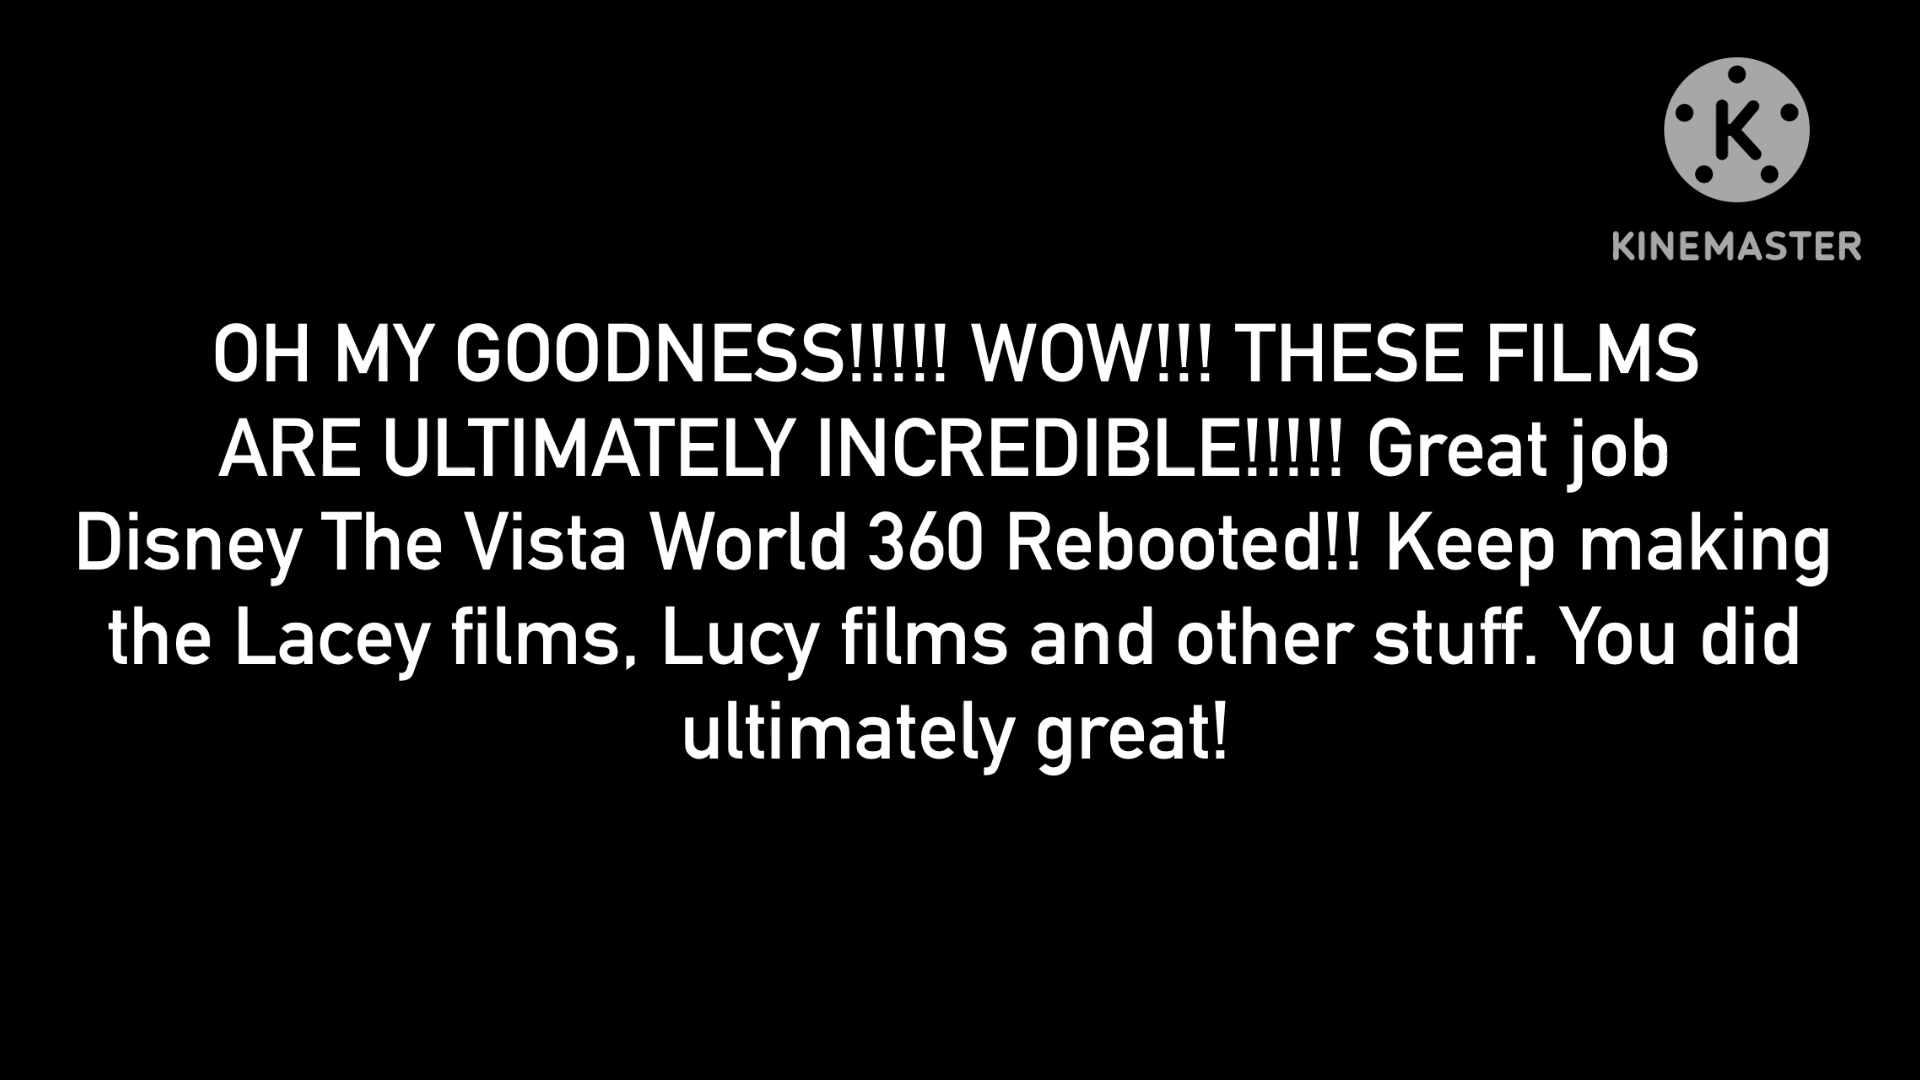 K
KINEMASTER
OH MY GOODNESS!!!!! WOW!!! THESE FILMS
ARE ULTIMATELY INCREDIBLE!!!!! Great job
Disney The Vista World 360 Rebooted!! Keep making
the Lacey films, Lucy films and other stuff. You did
ultimately great!